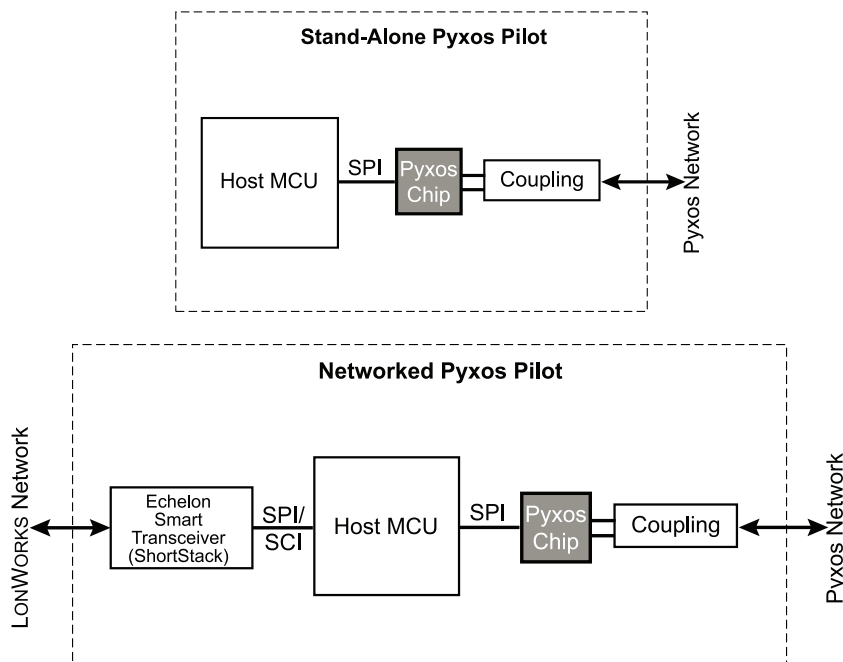 Stand-Alone Pyxos Pilot
Host MCU
SPI
Pyxos
Chip
Coupling
Pyxos Network
Networked Pyxos Pilot
LONWORKS Network
Echelon
Smart
Transceiver
(ShortStack)
SPI/
SCI
Host MCU
SPI
Pyxos
Chip
Coupling
Pyxos Network